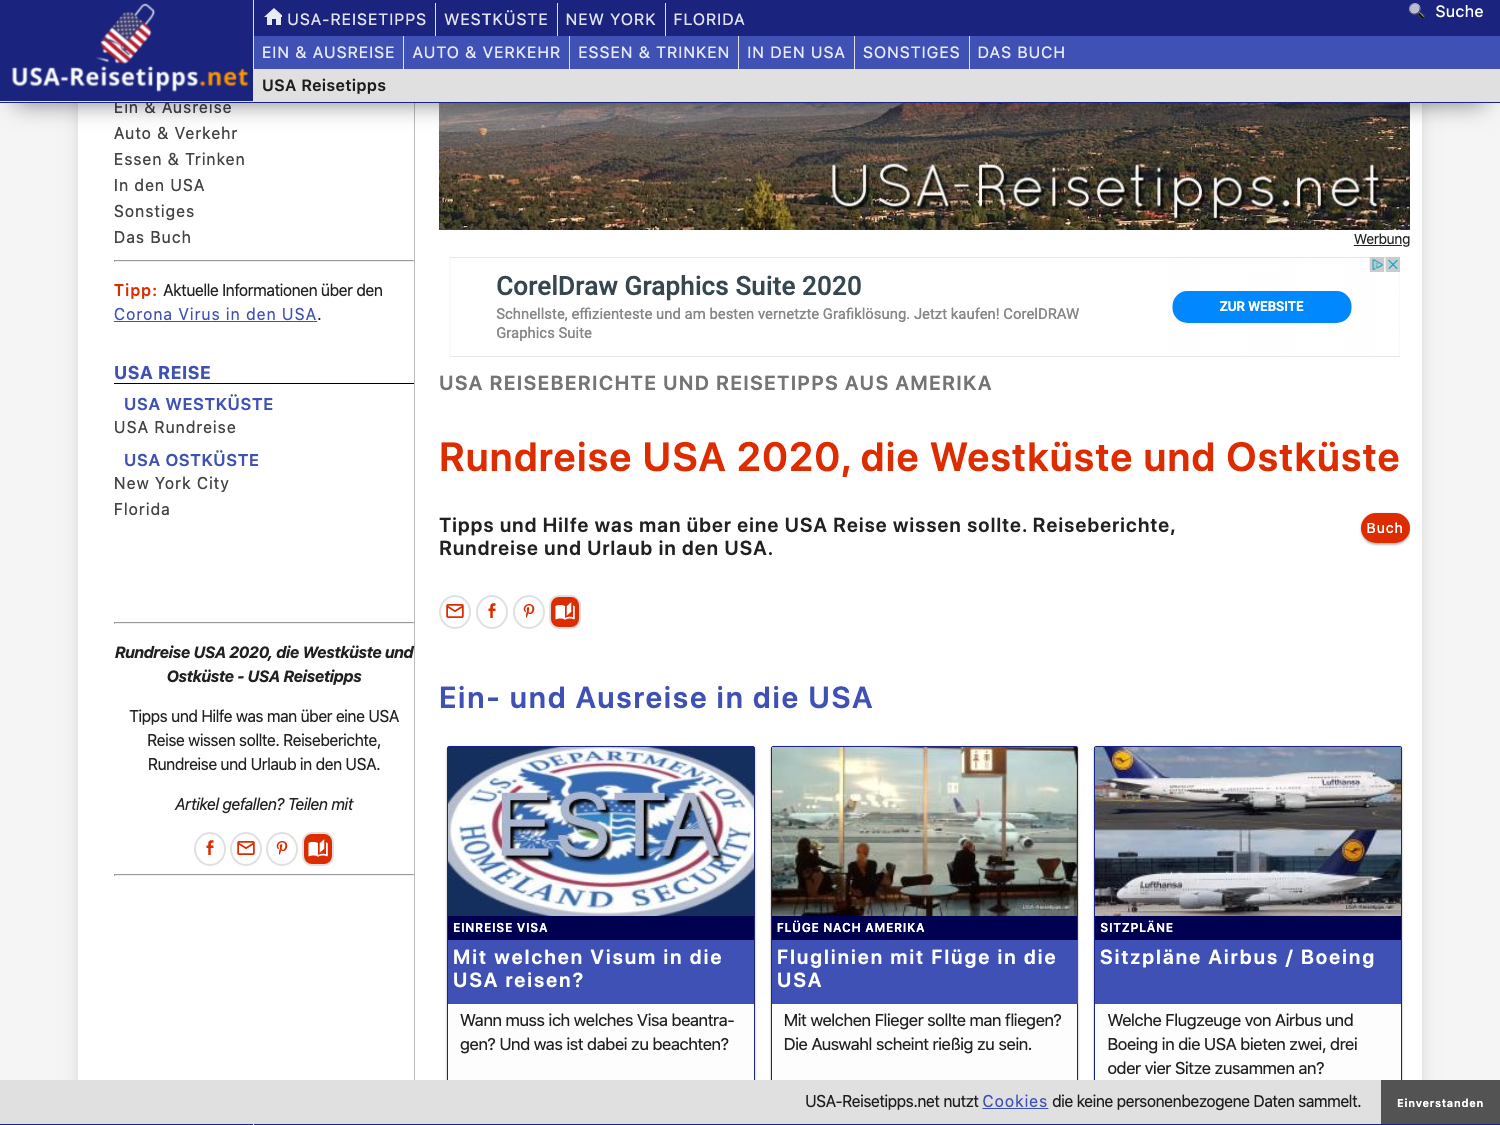 USA-Reisetipps.net
USA-REISETIPPS
WESTKÜSTE
NEW YORK
FLORIDA
Suche
EIN & AUSREISE
AUTO & VERKEHR
ESSEN & TRINKEN
IN DEN USA
SONSTIGES
DAS BUCH
USA Reisetipps
Ein & Ausreise
Auto & Verkehr
Essen & Trinken
In den USA
Sonstiges
Das Buch
Tipp: Aktuelle Informationen über den
Corona Virus in den USA.
USA REISE
USA WESTKÜSTE
USA Rundreise
USA OSTKÜSTE
New York City
Florida
Rundreise USA 2020, die Westküste und
Ostküste - USA Reisetipps
Tipps und Hilfe was man über eine USA
Reise wissen sollte. Reiseberichte,
Rundreise und Urlaub in den USA.
Artikel gefallen? Teilen mit
USA-Reisetipps.net
Werbung
CorelDraw Graphics Suite 2020
Schnellste, effizienteste und am besten vernetzte Grafiklösung. Jetzt kaufen! CorelDRAW
Graphics Suite
ZUR WEBSITE
USA REISEBERICHTE UND REISETIPPS AUS AMERIKA
Rundreise USA 2020, die Westküste und Ostküste
Tipps und Hilfe was man über eine USA Reise wissen sollte. Reiseberichte,
Rundreise und Urlaub in den USA.
Buch
Ein- und Ausreise in die USA
U.S. DEPARTMENT OF
HOMELAND SECURITY
ESTA
EINREISE VISA
Mit welchen Visum in die
USA reisen?
Wann muss ich welches Visa beantra-
gen? Und was ist dabei zu beachten?
USA-Reisetipps.net
FLÜGE NACH AMERIKA
Fluglinien mit Flüge in die
USA
Mit welchen Flieger sollte man fliegen?
Die Auswahl scheint rießig zu sein.
Lufthansa
Lufthansa
USA-Reisetipps.net
SITZPLÄNE
Sitzpläne Airbus / Boeing
Welche Flugzeuge von Airbus und
Boeing in die USA bieten zwei, drei
oder vier Sitze zusammen an?
USA-Reisetipps.net nutzt Cookies die keine personenbezogene Daten sammelt.
Einverstanden